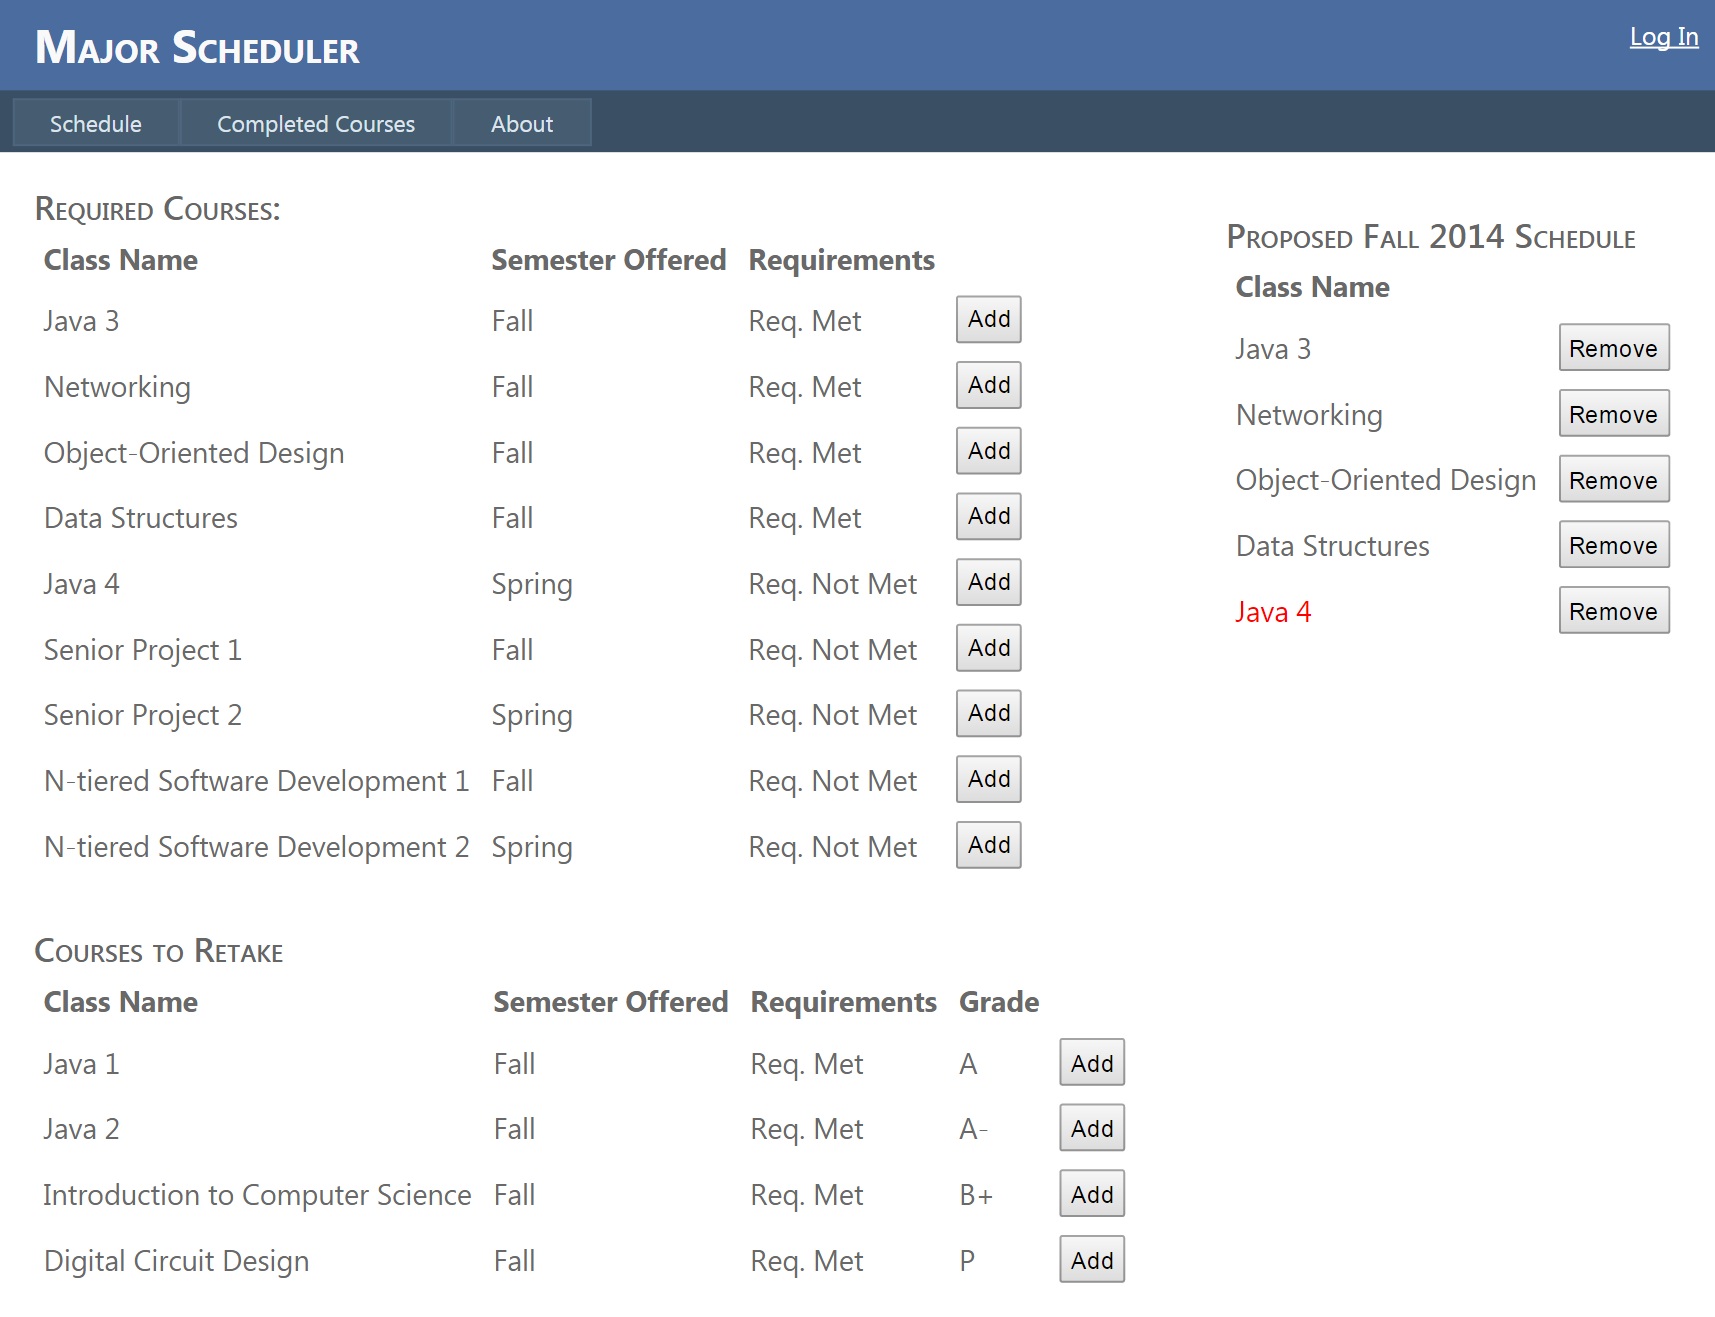 Major Scheduler
Log In
Schedule Completed Courses About
Required Courses:
Class Name Semester Offered Requirements
Java 3 Fall Req. Met Add
Networking Fall Req. Met Add
Object-Oriented Design Fall Req. Met Add
Data Structures Fall Req. Met Add
Java 4 Spring Req. Not Met Add
Senior Project 1 Fall Req. Not Met Add
Senior Project 2 Spring Req. Not Met Add
N-tiered Software Development 1 Fall Req. Not Met Add
N-tiered Software Development 2 Spring Req. Not Met Add
Proposed Fall 2014 Schedule
Class Name
Java 3 Remove
Networking Remove
Object-Oriented Design Remove
Data Structures Remove
Java 4 Remove
Courses to Retake
Class Name Semester Offered Requirements Grade
Java 1 Fall Req. Met A Add
Java 2 Fall Req. Met A- Add
Introduction to Computer Science Fall Req. Met B+ Add
Digital Circuit Design Fall Req. Met P Add